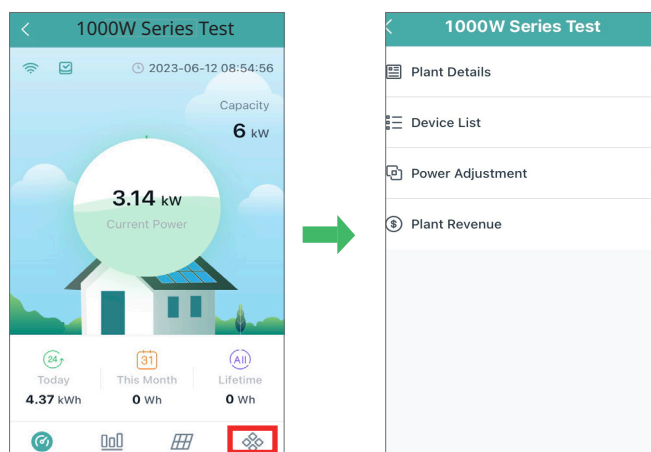 1000W Series Test
2023-06-12 08:54:56
Capacity
6 kW
3.14 kW
Current Power
24
31
All
Today
This Month
Lifetime
4.37 kWh
0 Wh
0 Wh
1000W Series Test
Plant Details
Device List
Power Adjustment
Plant Revenue